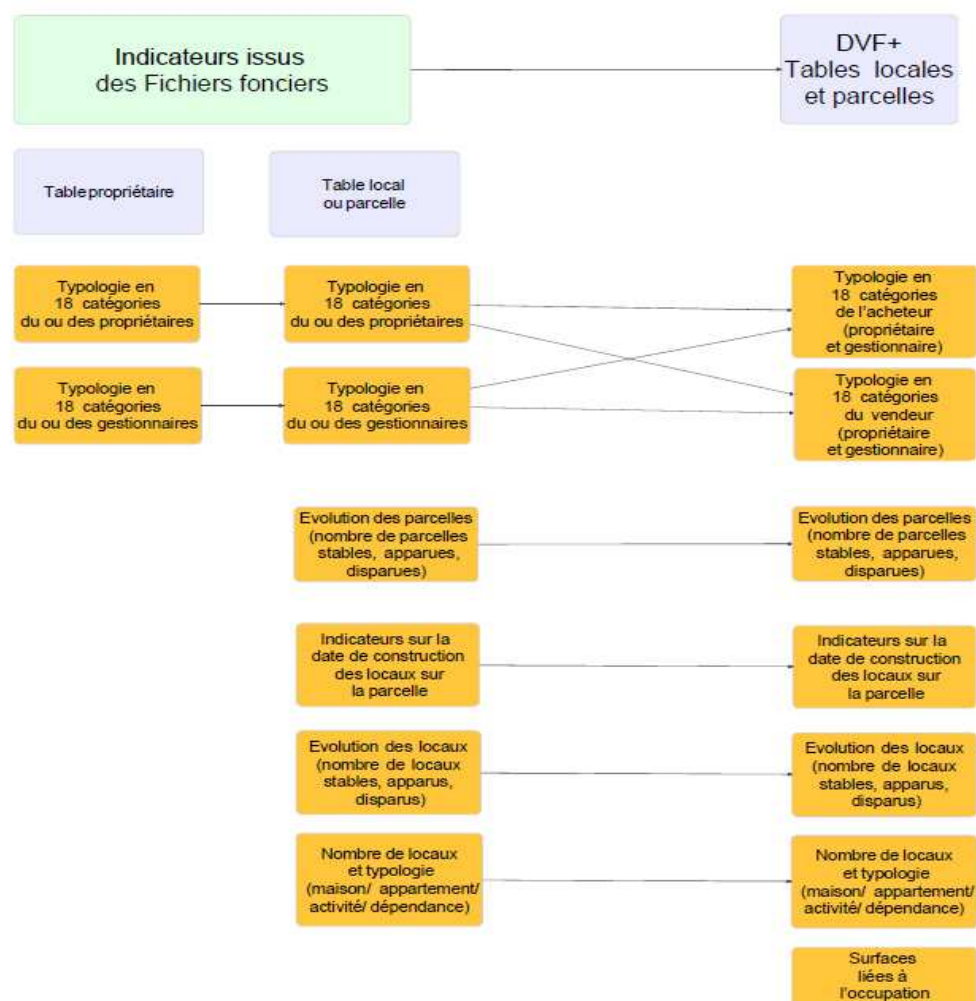 Indicateurs issus
des Fichiers fonciers
DVF+
Tables locales
et parcelles
Table propriétaire
Table local
ou parcelle
Typologie en
18 catégories
du ou des propriétaires
Typologie en
18 catégories
du ou des propriétaires
Typologie en
18 catégories
de l'acheteur
(propriétaire
et gestionnaire)
Typologie en
18 catégories
du ou des gestionnaires
Typologie en
18 catégories
du ou des gestionnaires
Typologie en
18 catégories
du vendeur
(propriétaire
et gestionnaire)
Evolution des parcelles
(nombre de parcelles
stables, apparues,
disparues)
Evolution des parcelles
(nombre de parcelles
stables, apparues,
disparues)
Indicateurs sur la
date de construction
des locaux sur
la parcelle
Indicateurs sur la
date de construction
des locaux sur
la parcelle
Evolution des locaux
(nombre de locaux
stables, apparus,
disparus)
Evolution des locaux
(nombre de locaux
stables, apparus,
disparus)
Nombre de locaux
et typologie
(maison/ appartement/
activité/ dépendance)
Nombre de locaux
et typologie
(maison/ appartement/
activité/ dépendance)
Surfaces
liées à
l'occupation